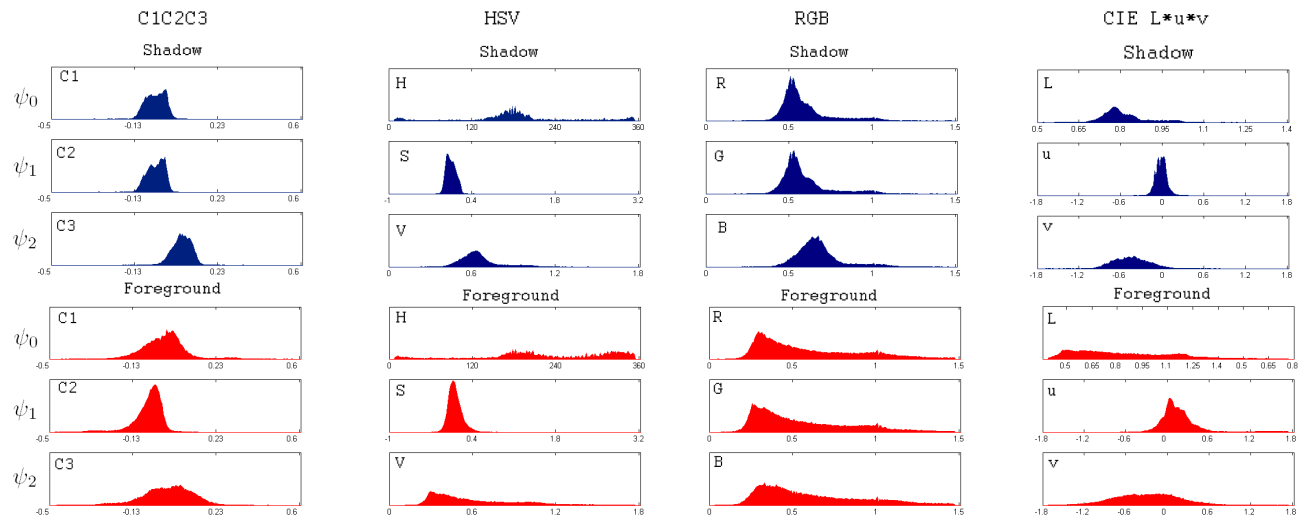 C1C2C3 HSV RGB CIE L*u*v
Shadow Shadow Shadow Shadow
ψ0 C1 H R L
-0.5 -0.13 0.23 0.6 0 120 240 360 0 0.5 1 1.5 0.5 0.65 0.8 0.95 1.1 1.25 1.4
ψ1 C2 S G u
-0.5 -0.13 0.23 0.6 -1 0.4 1.8 3.2 0 0.5 1 1.5 -1.8 -1.2 -0.6 0 0.6 1.2 1.8
ψ2 C3 V B v
-0.5 -0.13 0.23 0.6 0 0.6 1.2 1.8 0 0.5 1 1.5 -1.8 -1.2 -0.6 0 0.6 1.2 1.8
Foreground Foreground Foreground Foreground
ψ0 C1 H R L
-0.5 -0.13 0.23 0.6 0 120 240 360 0 0.5 1 1.5 0.5 0.65 0.8 0.95 1.1 1.25 1.4 1.55 1.6 1.75 0.8
ψ1 C2 S G u
-0.5 -0.13 0.23 0.6 -1 0.4 1.8 3.2 0 0.5 1 1.5 -1.8 -1.2 -0.6 0 0.6 1.2 1.8
ψ2 C3 V B v
-0.5 -0.13 0.23 0.6 0 0.6 1.2 1.8 0 0.5 1 1.5 -1.8 -1.2 -0.6 0 0.6 1.2 1.8